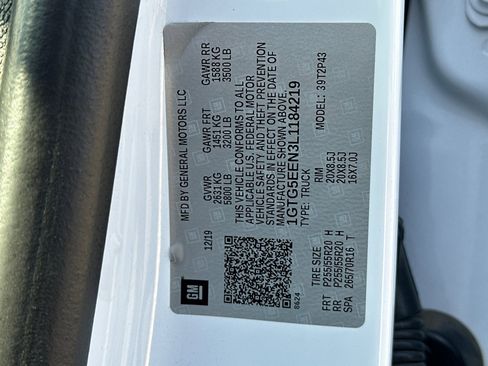 MFD BY GENERAL MOTORS LLC
12/19
GVWR GAWR FRT GAWR RR
2631 KG 1451 KG 1588 KG
5800 LB 3200 LB 3500 LB
THIS VEHICLE CONFORMS TO ALL
APPLICABLE U.S. FEDERAL MOTOR
VEHICLE SAFETY AND THEFT PREVENTION
STANDARDS IN EFFECT ON THE DATE OF
MANUFACTURE SHOWN ABOVE.
1GTG5EEN3L1184219
TYPE: TRUCK MODEL: 39T2P43
GM
8624
TIRE SIZE RIM
FRT P255/55R20 H 20X8.5J
RR P255/55R20 H 20X8.5J
SPA 265/70R16 T 16X7.0J